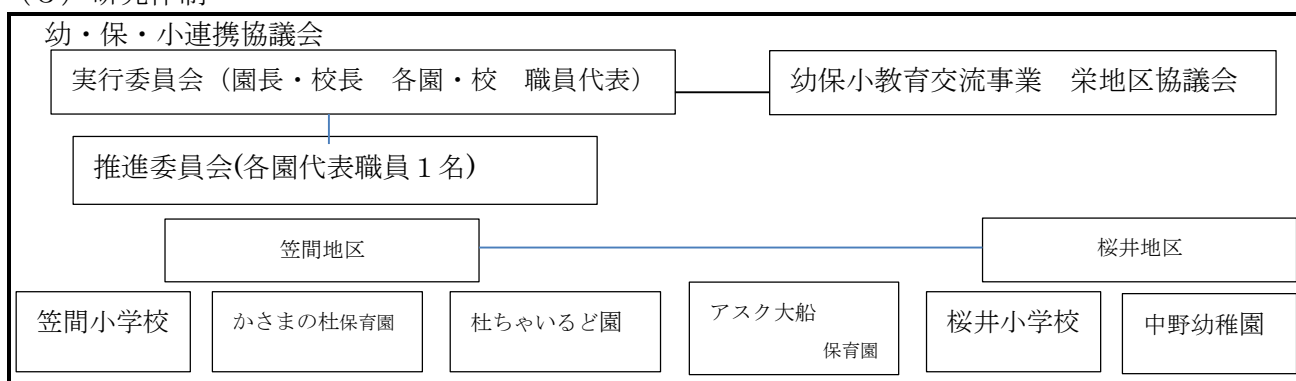 幼・保・小連携協議会
実行委員会（園長・校長　各園・校　職員代表）
幼保小教育交流事業　栄地区協議会
推進委員会(各園代表職員１名)
笠間地区
桜井地区
笠間小学校
かさまの杜保育園
杜ちゃいるど園
アスク大船
保育園
桜井小学校
中野幼稚園